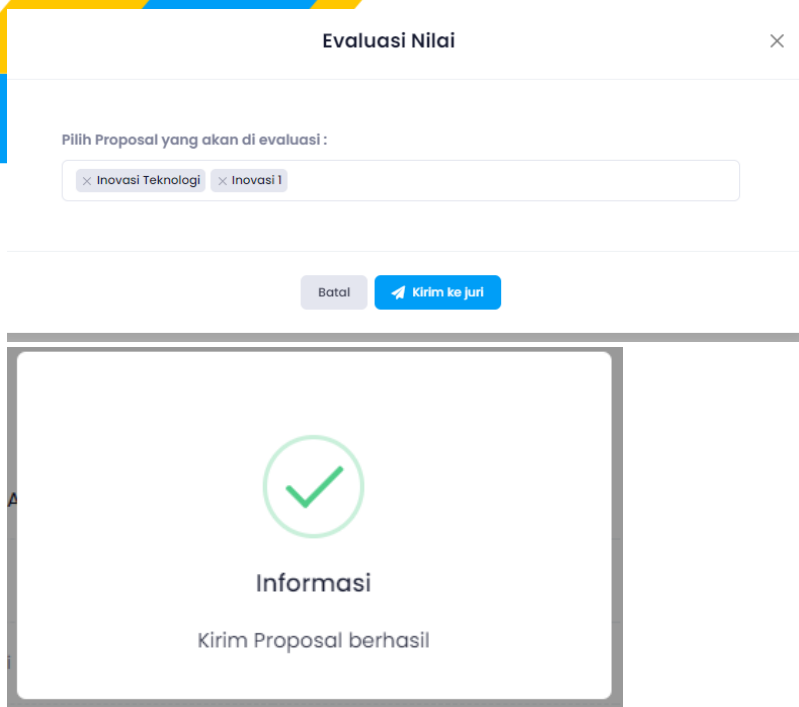 Evaluasi Nilai
Pilih Proposal yang akan di evaluasi :
Inovasi Teknologi Inovasi 1
Batal Kirim ke juri
A
Informasi
Kirim Proposal berhasil
i